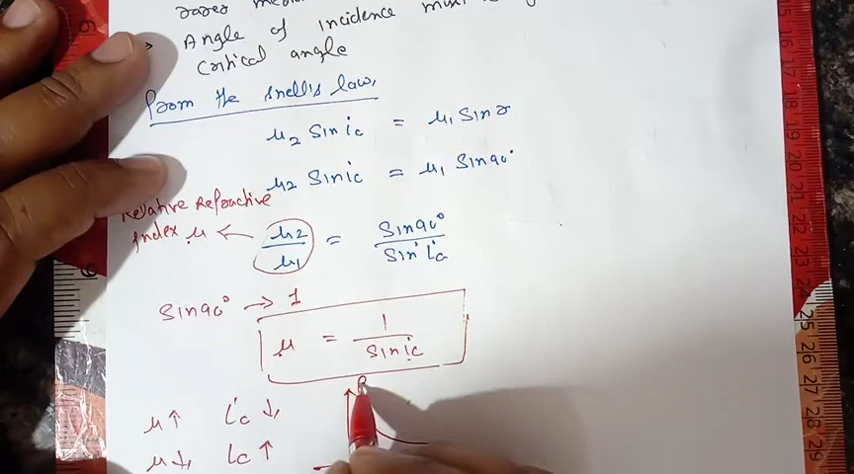 Angle of incidence must
Critical angle
From the snell's law,
μ2 Sin ic = μ1 Sin r
μ2 Sin ic = μ1 Sin 90°
Relative Refractive
Index μ ← μ2/μ1 = Sin 90°/Sin ic
Sin 90° → 1
μ = 1/Sin ic
μ↑ ic↓
μ↓ ic↑